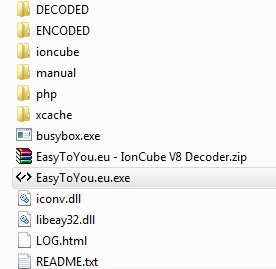 DECODED
ENCODED
ioncube
manual
php
xcache
busybox.exe
EasyToYou.eu - IonCube V8 Decoder.zip
EasyToYou.eu.exe
iconv.dll
libeay32.dll
LOG.html
README.txt